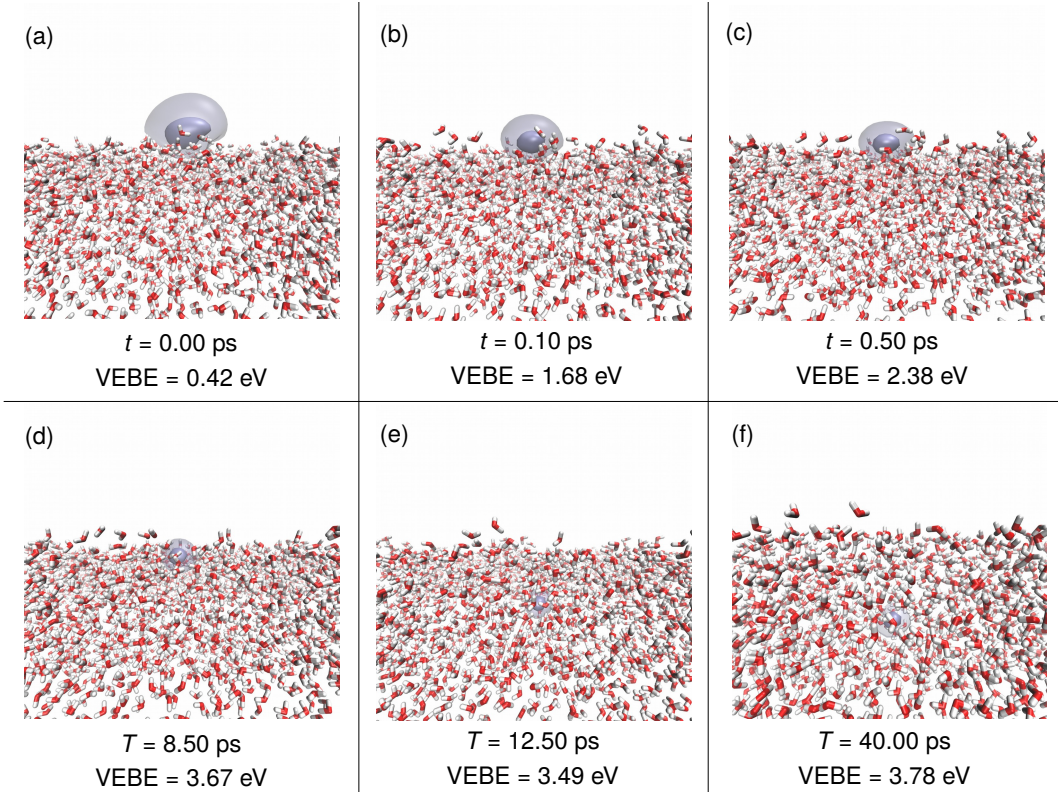 (a)
t = 0.00 ps
VEBE = 0.42 eV
(b)
t = 0.10 ps
VEBE = 1.68 eV
(c)
t = 0.50 ps
VEBE = 2.38 eV
(d)
T = 8.50 ps
VEBE = 3.67 eV
(e)
T = 12.50 ps
VEBE = 3.49 eV
(f)
T = 40.00 ps
VEBE = 3.78 eV